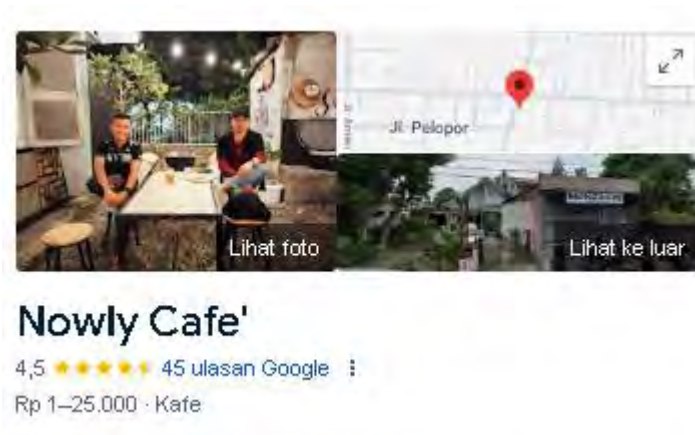 Jl. Pelopor
Lihat foto
Lihat ke luar
Nowly Cafe'
4,5 45 ulasan Google
Rp 1–25.000 · Kafe